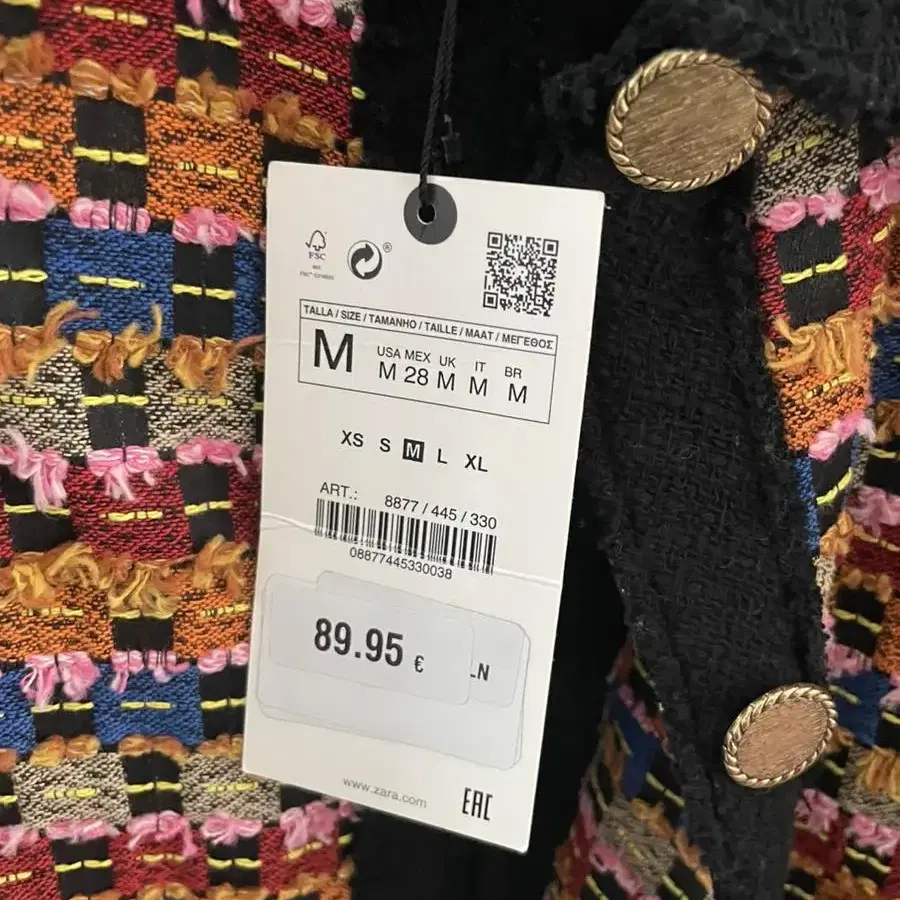 FSC
®
TALLA / SIZE / TAMANHO / TAILLE / MAAT / ΜΕΓΕΘΟΣ
M
USA MEX UK IT BR
M 28 M M M
XS S M L XL
ART.: 8877 / 445 / 330
08877445330038
89.95 €
LN
www.zara.com
EAC